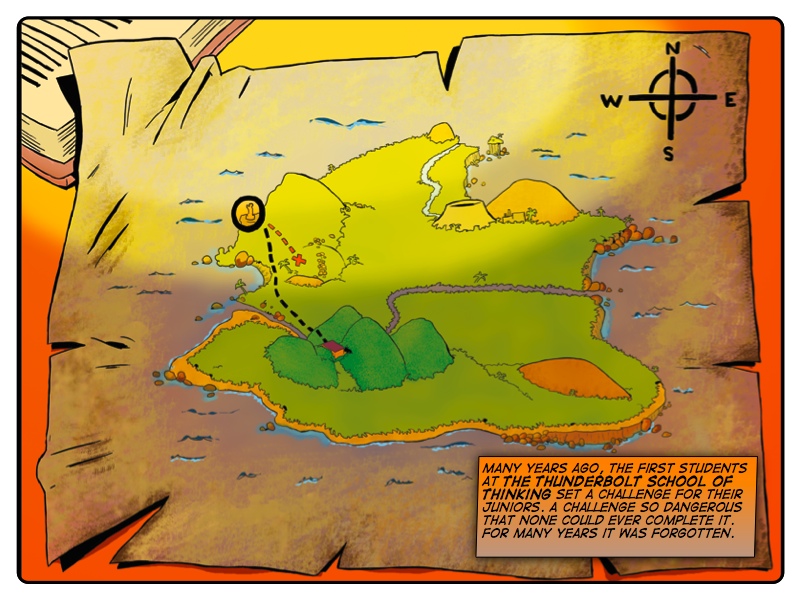 N
W E
S
MANY YEARS AGO, THE FIRST STUDENTS
AT THE THUNDERBOLT SCHOOL OF
THINKING SET A CHALLENGE FOR THEIR
JUNIORS. A CHALLENGE SO DANGEROUS
THAT NONE COULD EVER COMPLETE IT.
FOR MANY YEARS IT WAS FORGOTTEN.